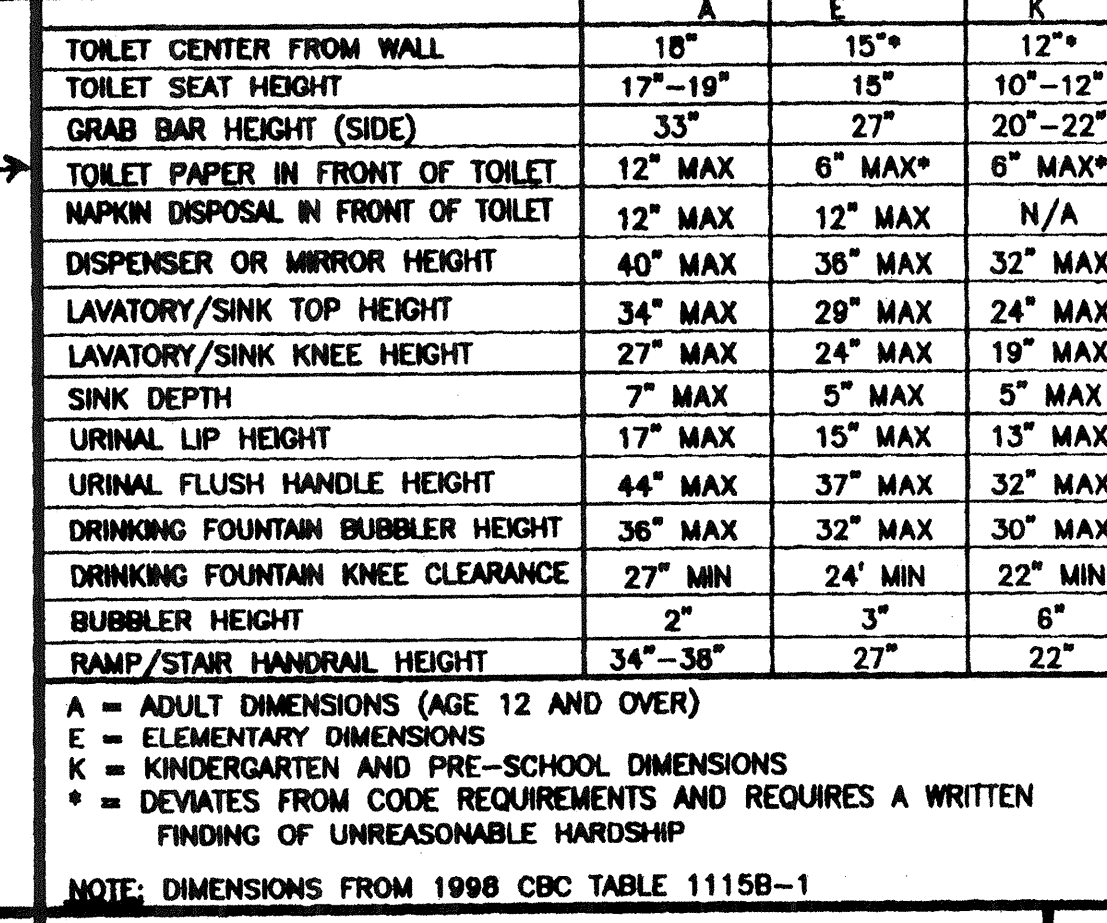 A E K
TOILET CENTER FROM WALL 18" 15"* 12"*
TOILET SEAT HEIGHT 17"-19" 15" 10"-12"
GRAB BAR HEIGHT (SIDE) 33" 27" 20"-22"
TOILET PAPER IN FRONT OF TOILET 12" MAX 6" MAX* 6" MAX*
NAPKIN DISPOSAL IN FRONT OF TOILET 12" MAX 12" MAX N/A
DISPENSER OR MIRROR HEIGHT 40" MAX 36" MAX 32" MAX
LAVATORY/SINK TOP HEIGHT 34" MAX 29" MAX 24" MAX
LAVATORY/SINK KNEE HEIGHT 27" MAX 24" MAX 19" MAX
SINK DEPTH 7" MAX 5" MAX 5" MAX
URINAL LIP HEIGHT 17" MAX 15" MAX 13" MAX
URINAL FLUSH HANDLE HEIGHT 44" MAX 37" MAX 32" MAX
DRINKING FOUNTAIN BUBBLER HEIGHT 36" MAX 32" MAX 30" MAX
DRINKING FOUNTAIN KNEE CLEARANCE 27" MIN 24' MIN 22" MIN
BUBBLER HEIGHT 2" 3" 6"
RAMP/STAIR HANDRAIL HEIGHT 34"-38" 27" 22"
A = ADULT DIMENSIONS (AGE 12 AND OVER)
E = ELEMENTARY DIMENSIONS
K = KINDERGARTEN AND PRE-SCHOOL DIMENSIONS
* = DEVIATES FROM CODE REQUIREMENTS AND REQUIRES A WRITTEN
FINDING OF UNREASONABLE HARDSHIP
NOTE: DIMENSIONS FROM 1998 CBC TABLE 1115B-1